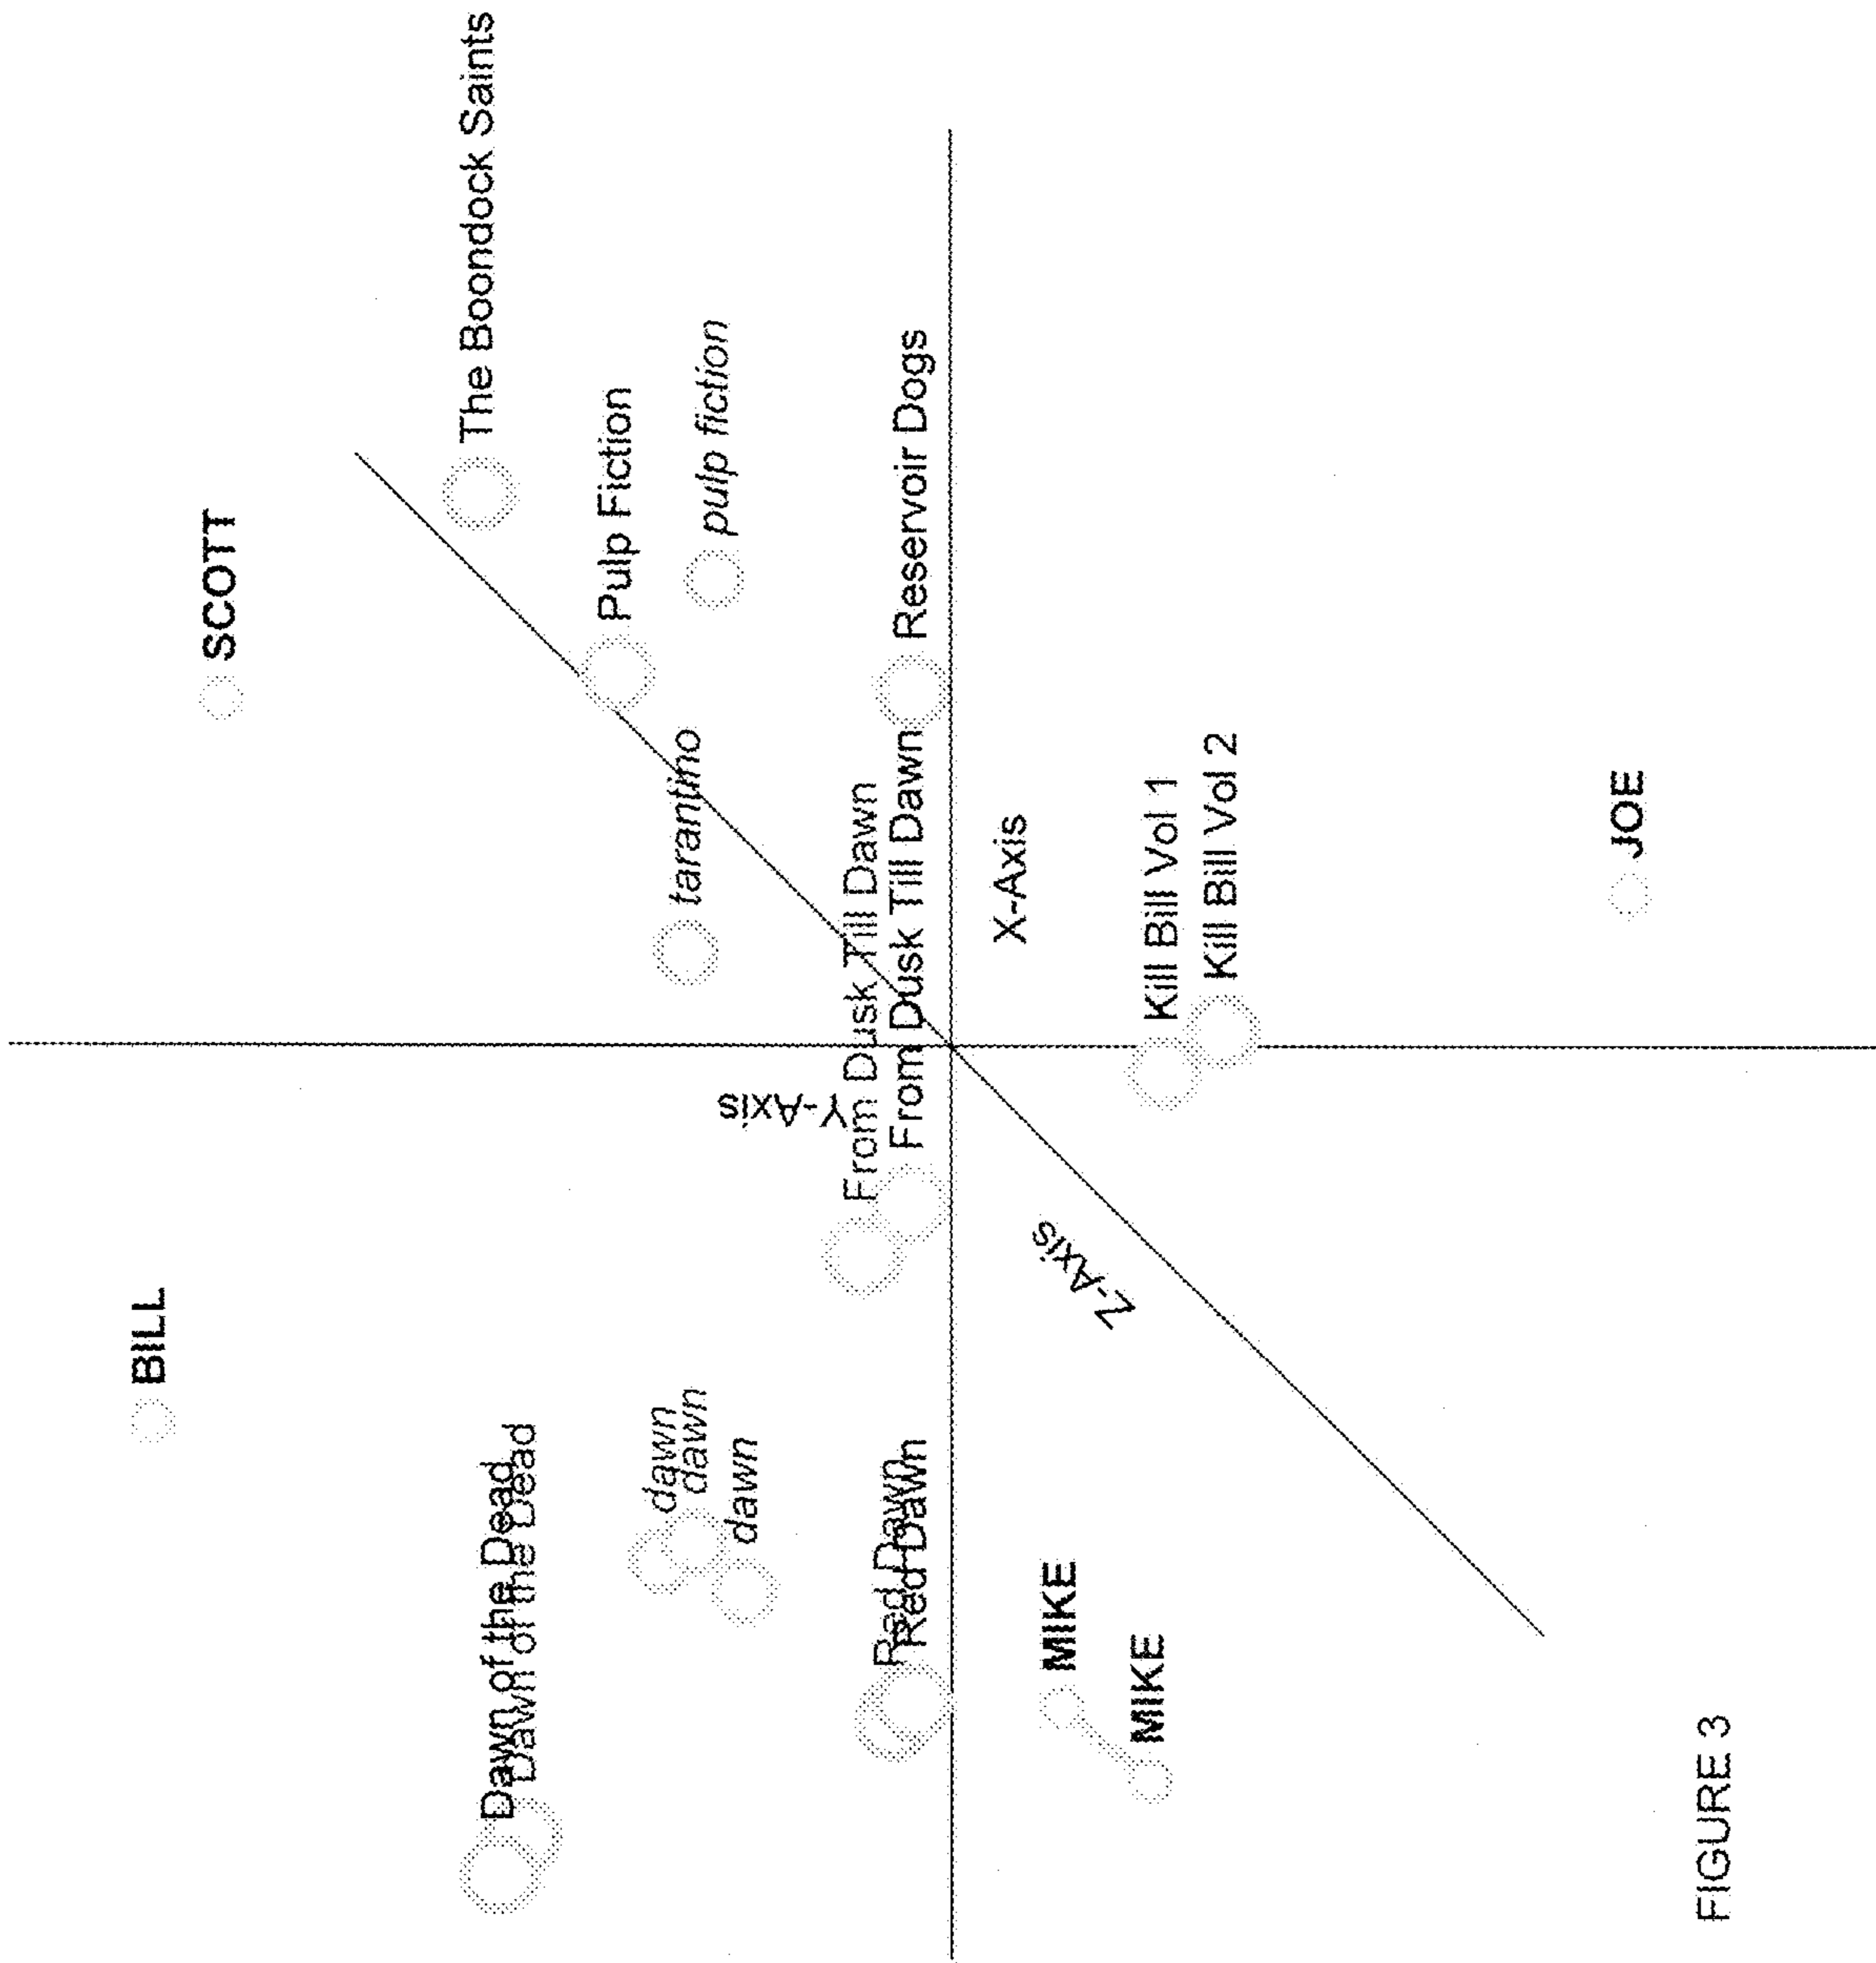 BILL
SCOTT
The Boondock Saints
Dawn of the Dead
Dawn of the Dead
Pulp Fiction
dawn
dawn
tarantino
pulp fiction
dawn
Y-Axis
From Dusk Till Dawn
Red Dawn
From Dusk Till Dawn
Red Dawn
Reservoir Dogs
X-Axis
MIKE
Z-Axis
MIKE
Kill Bill Vol 1
Kill Bill Vol 2
JOE
FIGURE 3